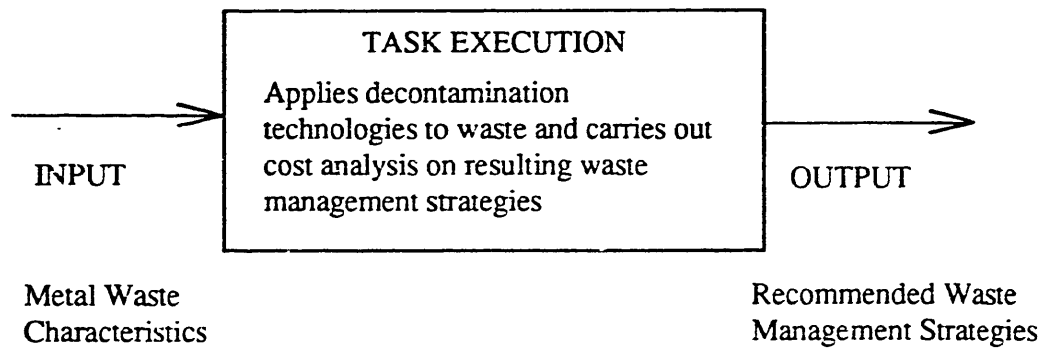 TASK EXECUTION
Applies decontamination
technologies to waste and carries out
cost analysis on resulting waste
management strategies
INPUT
OUTPUT
Metal Waste
Characteristics
Recommended Waste
Management Strategies